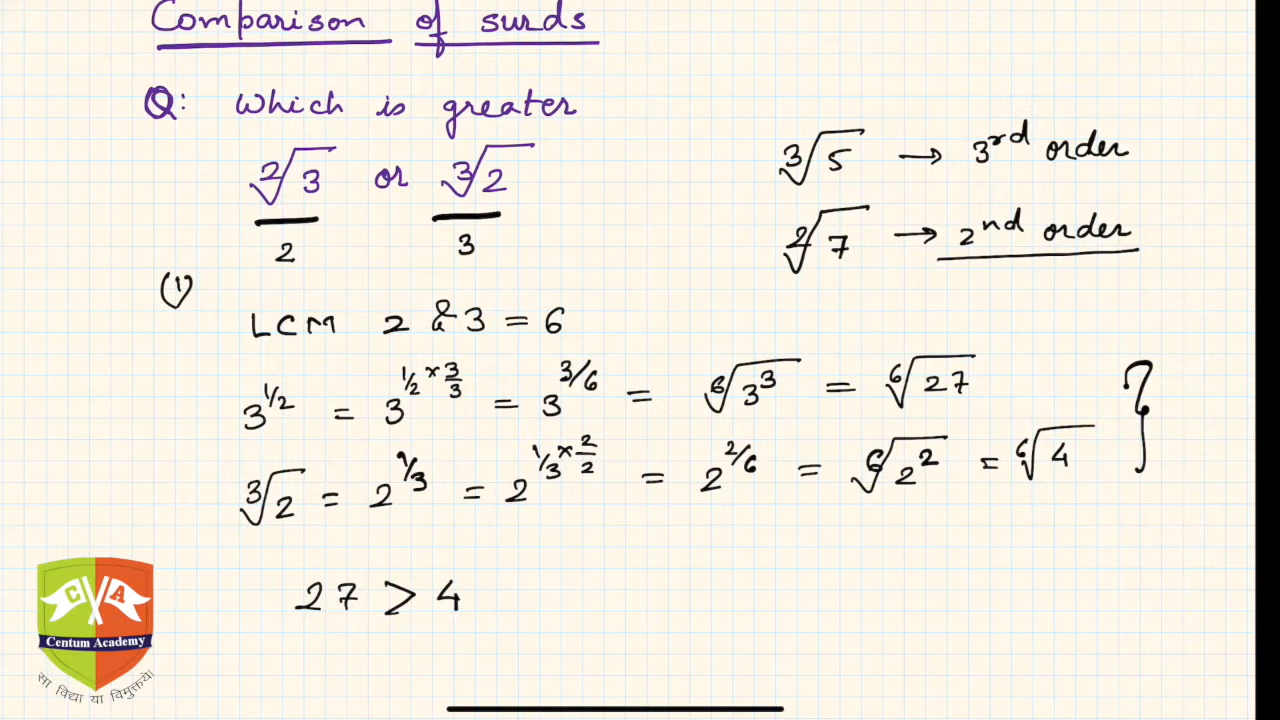 Comparison of surds
Q: Which is greater
²√3 or ³√2
2 3
³√5 → 3rd order
²√7 → 2nd order
(1)
LCM 2 & 3 = 6
3^1/2 = 3^(1/2 × 3/3) = 3^3/6 = ⁶√3³ = ⁶√27
³√2 = 2^1/3 = 2^(1/3 × 2/2) = 2^2/6 = ⁶√2² = ⁶√4
27 > 4
C A
Centum Academy
सा विद्या या विमुक्तये।